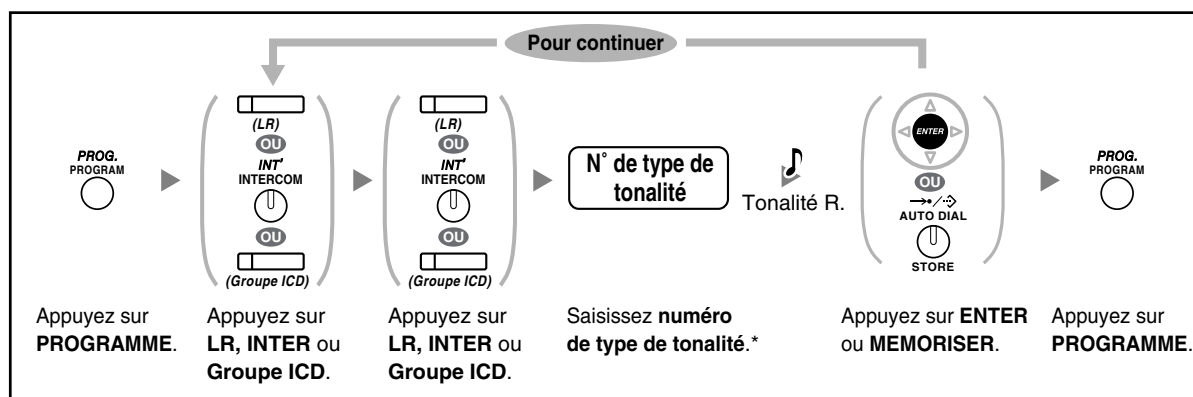 Pour continuer
PROG.
PROGRAM
(LR)
OU
INT'
INTERCOM
OU
(Groupe ICD)
(LR)
OU
INT'
INTERCOM
OU
(Groupe ICD)
N° de type de
tonalité
Tonalité R.
ENTER
OU
AUTO DIAL
STORE
PROG.
PROGRAM
Appuyez sur
PROGRAMME.
Appuyez sur
LR, INTER ou
Groupe ICD.
Appuyez sur
LR, INTER ou
Groupe ICD.
Saisissez numéro
de type de tonalité.*
Appuyez sur ENTER
ou MEMORISER.
Appuyez sur
PROGRAMME.